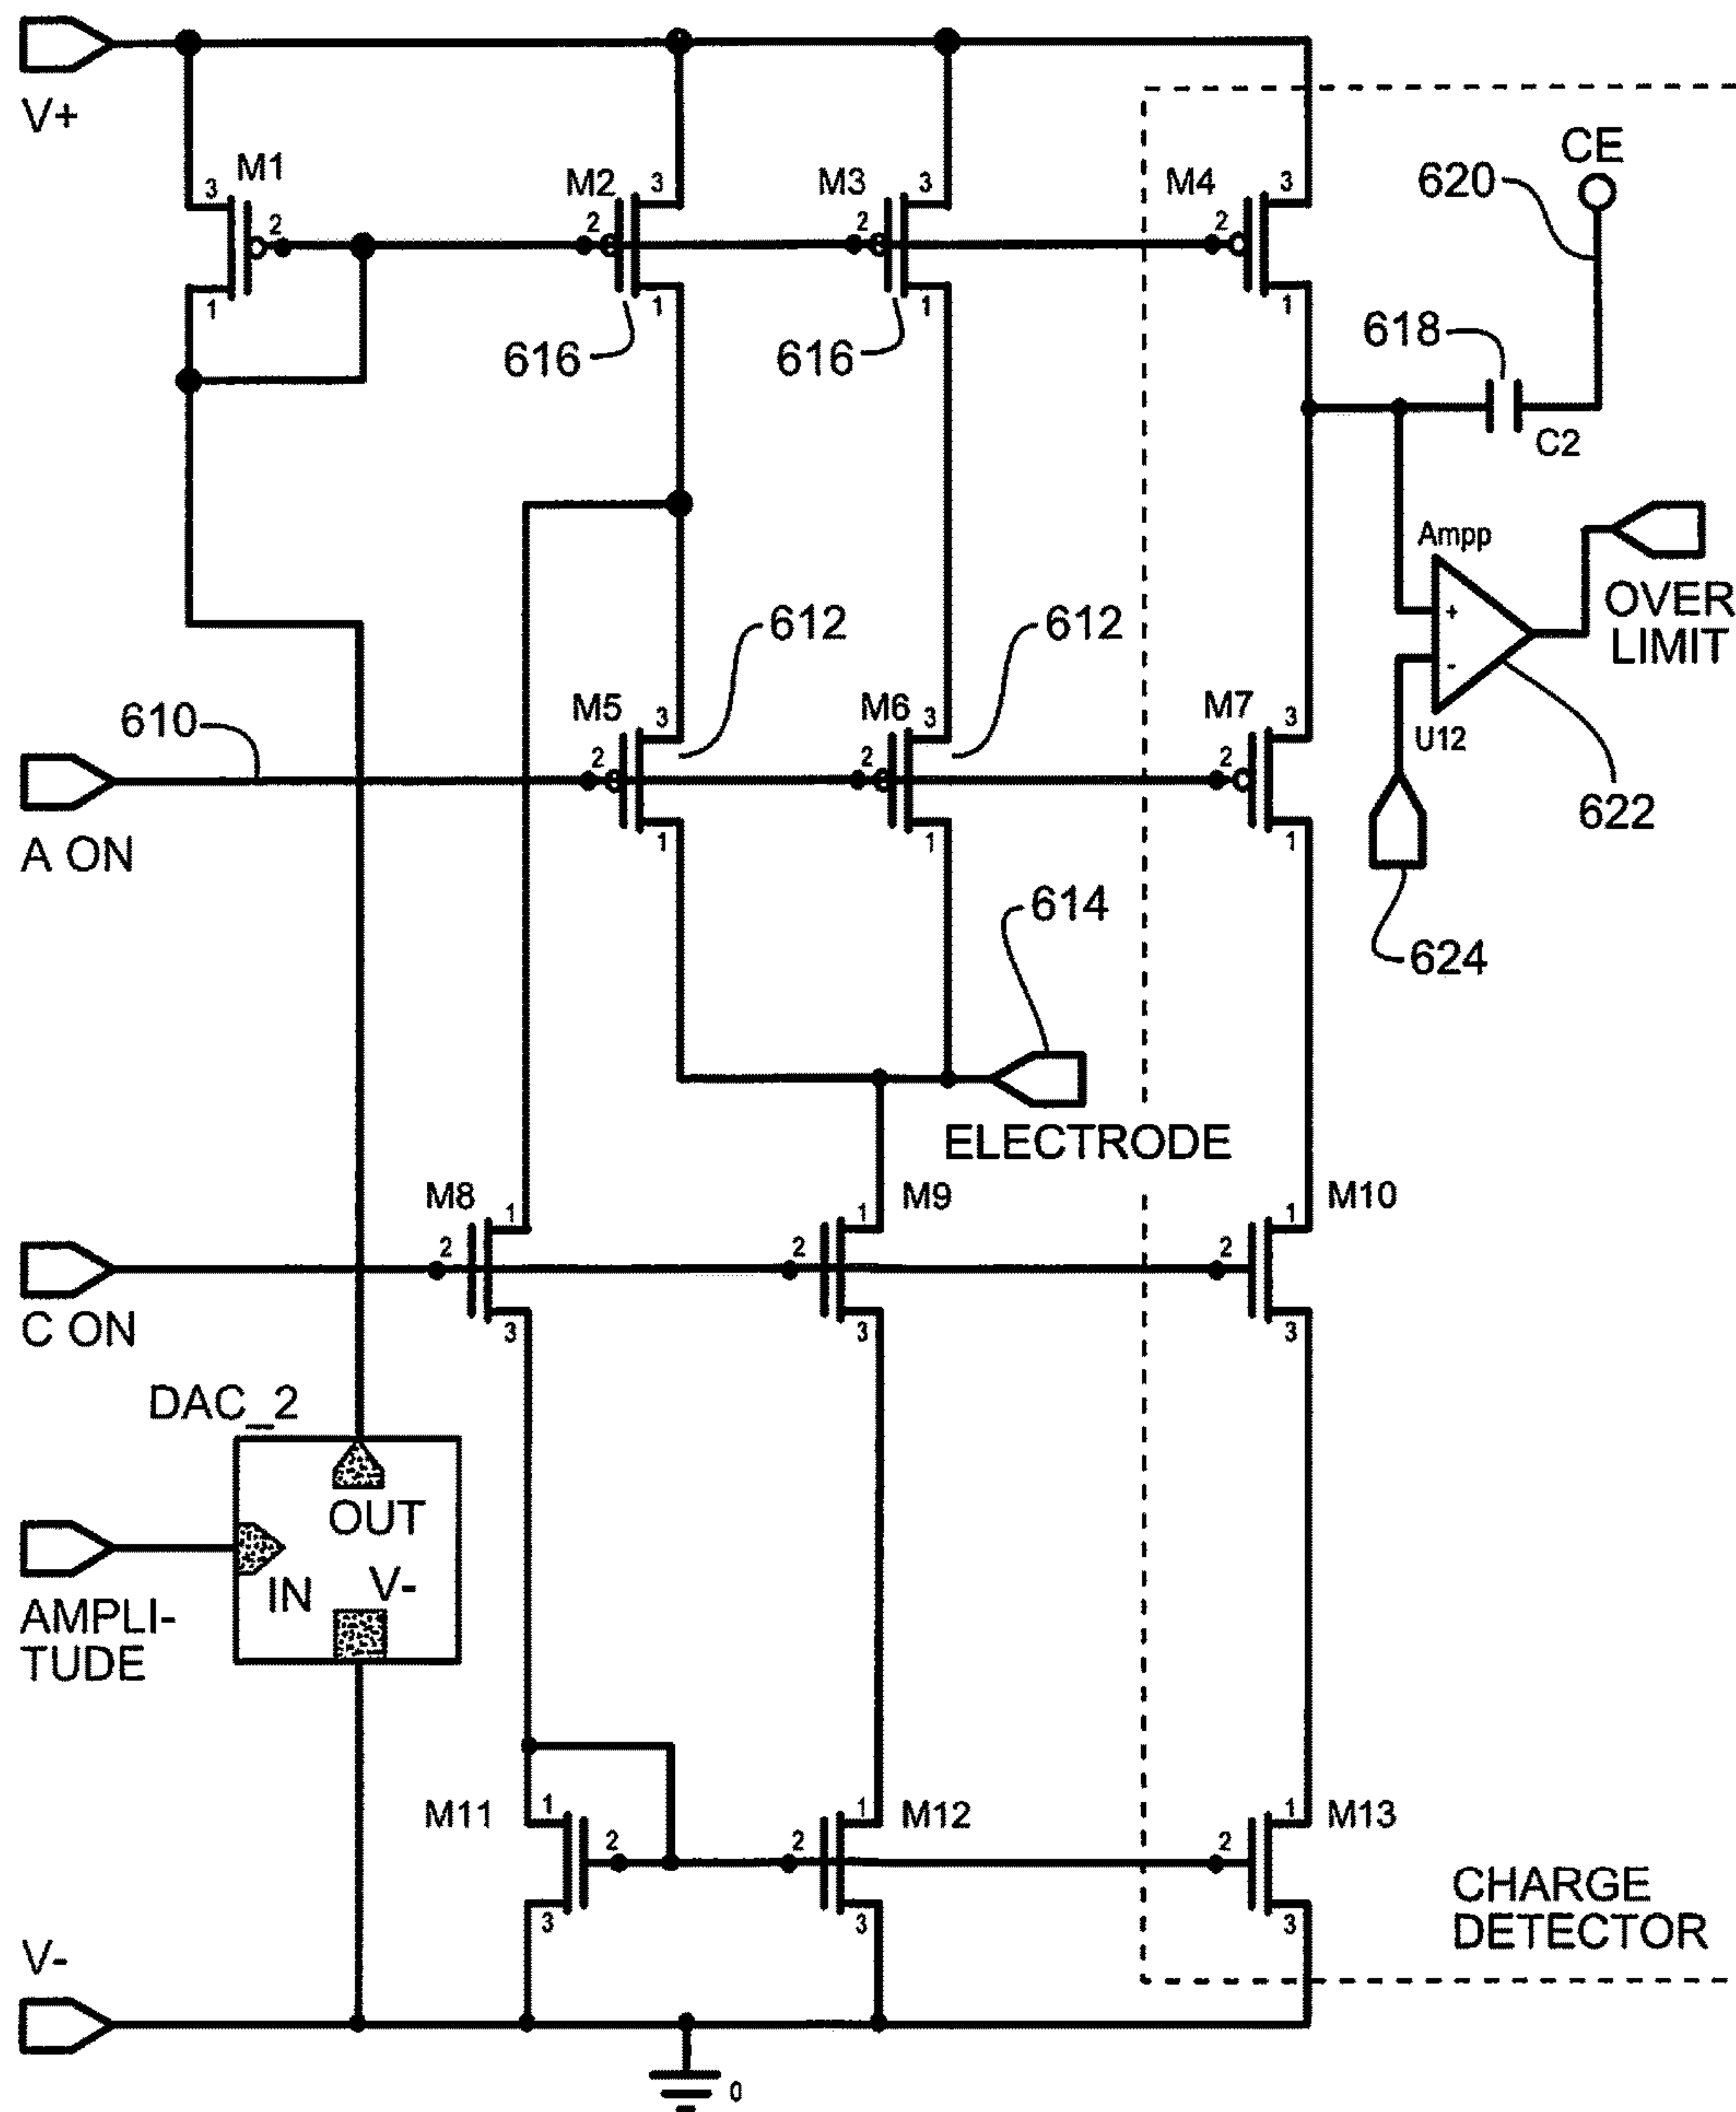 V+
M1
3
2
1
M2
3
2
1
616
M3
3
2
1
616
M4
3
2
1
CE
620
618
C2
Ampp
+
-
U12
OVER
LIMIT
622
624
610
A ON
M5
3
2
1
612
M6
3
2
1
612
M7
3
2
1
614
ELECTRODE
C ON
M8
1
2
3
M9
1
2
3
M10
1
2
3
DAC_2
OUT
IN
V-
AMPLI-
TUDE
M11
1
2
3
M12
1
2
3
M13
1
2
3
CHARGE
DETECTOR
V-
0